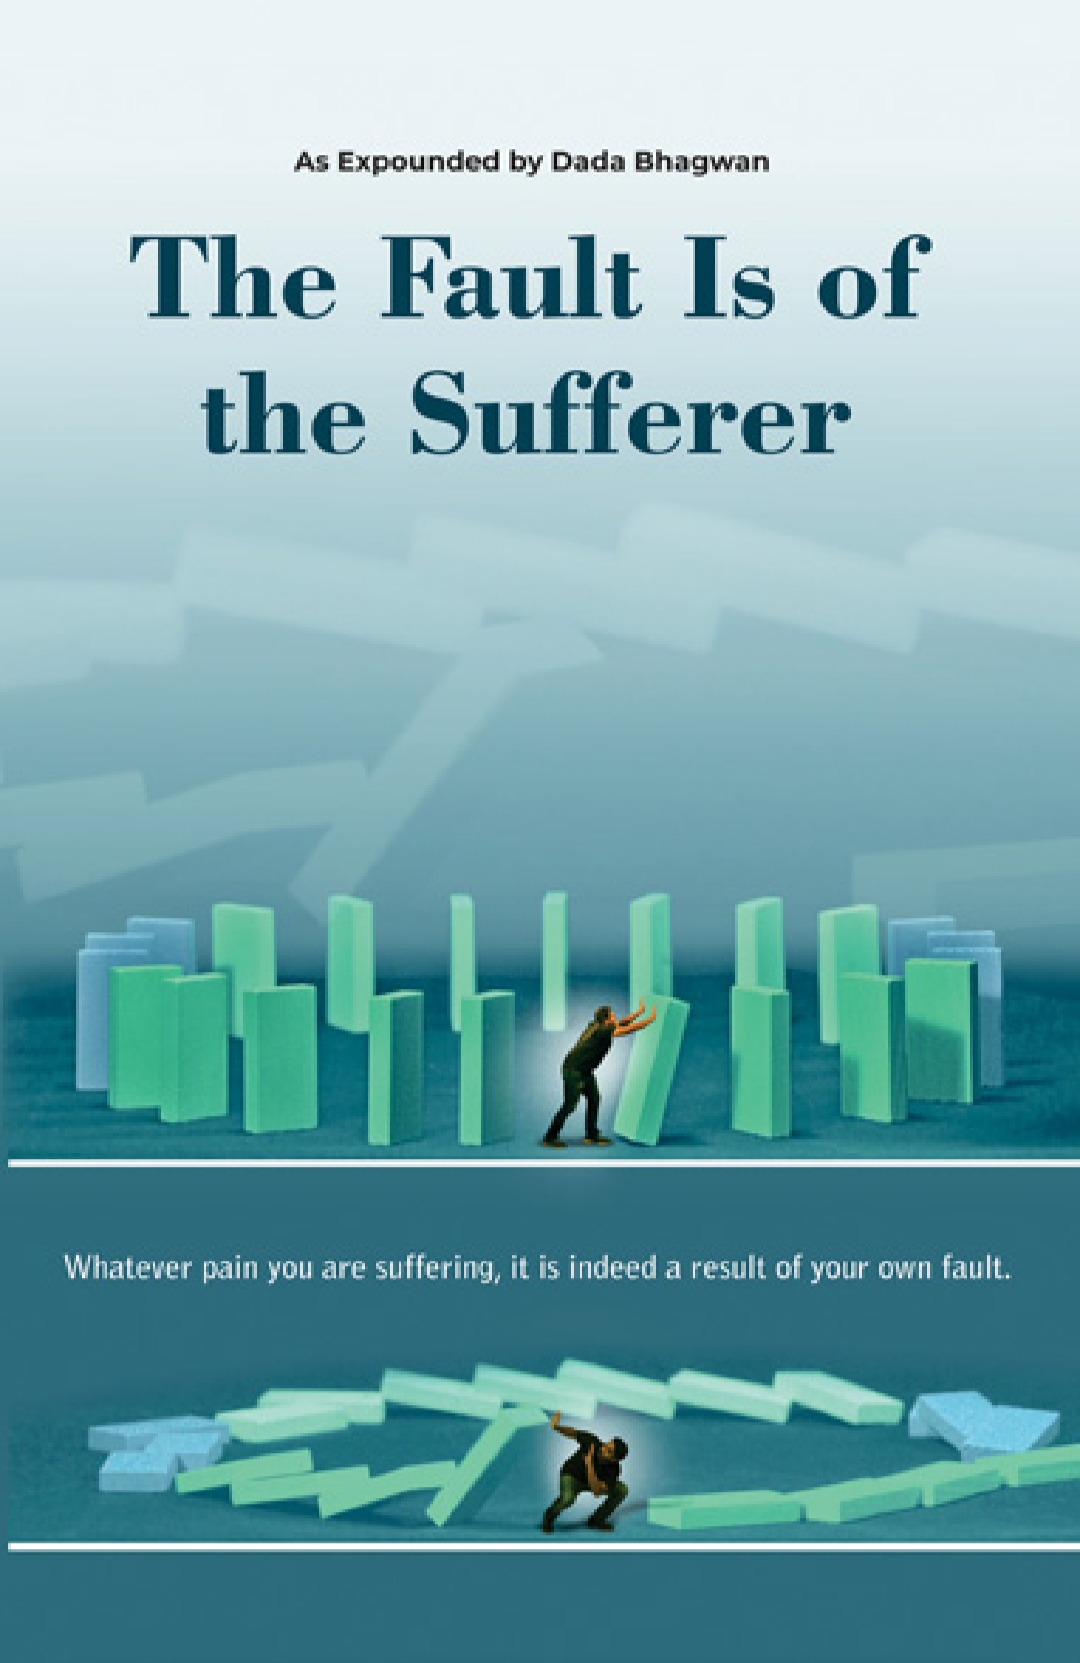 As Expounded by Dada Bhagwan
The Fault Is of
the Sufferer
Whatever pain you are suffering, it is indeed a result of your own fault.